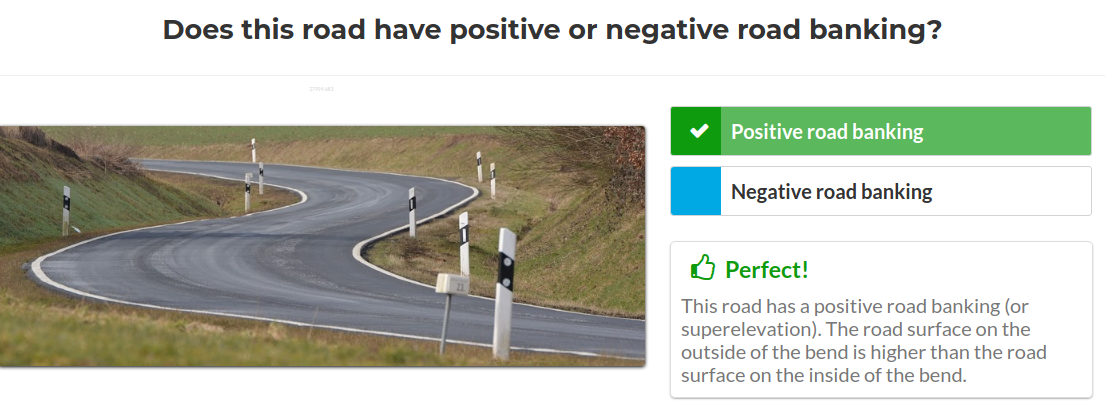 Does this road have positive or negative road banking?
Positive road banking
Negative road banking
Perfect!
This road has a positive road banking (or
superelevation). The road surface on the
outside of the bend is higher than the road
surface on the inside of the bend.